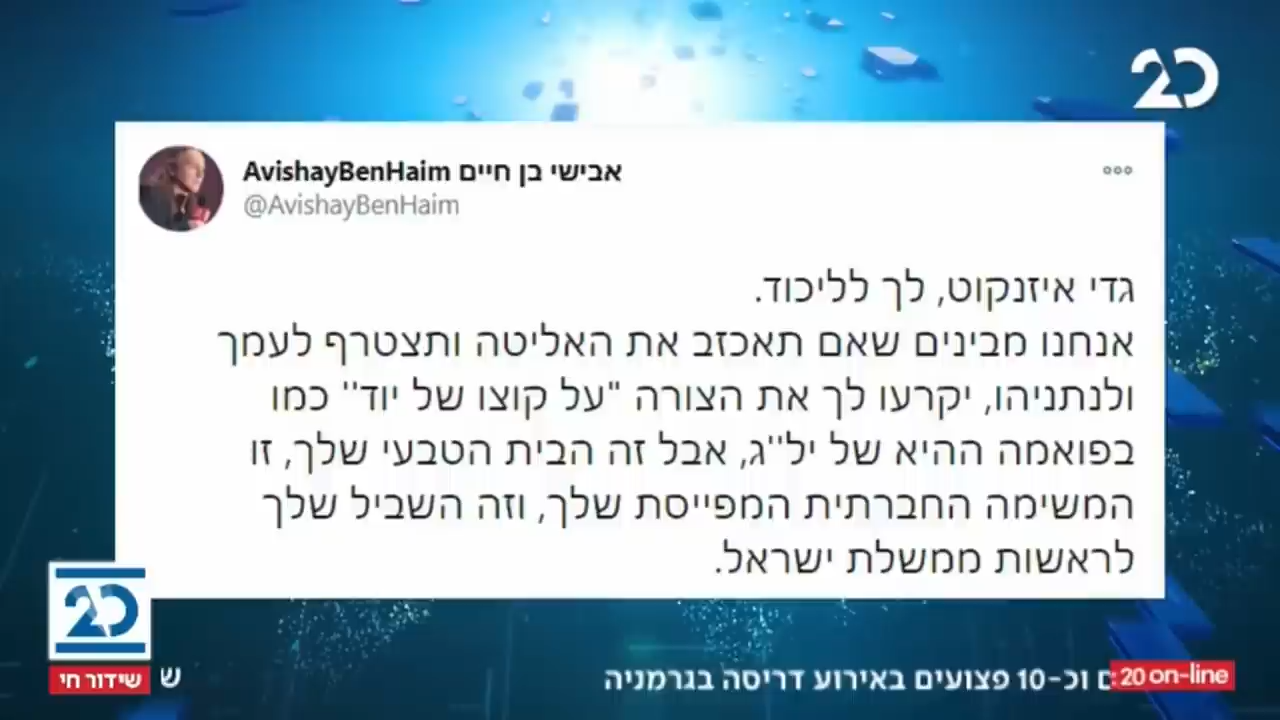 20
AvishayBenHaim אבישי בן חיים
@AvishayBenHaim
גדי איזנקוט, לך לליכוד.
אנחנו מבינים שאם תאכזב את האליטה ותצטרף לעמך
ולנתניהו, יקרעו לך את הצורה "על קוצו של יוד'' כמו
בפואמה ההיא של יל''ג, אבל זה הבית הטבעי שלך, זו
המשימה החברתית המפייסת שלך, וזה השביל שלך
לראשות ממשלת ישראל.
20
שידור חי
20 on-line
וכ-10 פצועים באירוע דריסה בגרמניה